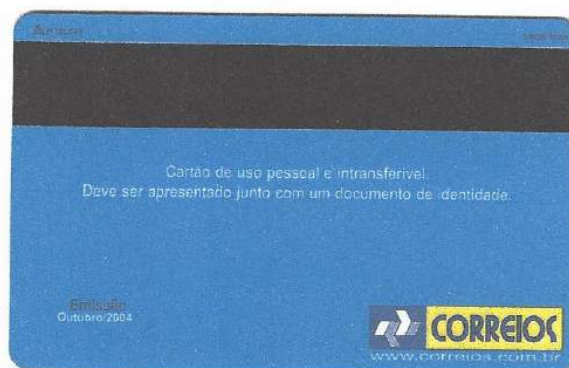 Cartão de uso pessoal e intransferível.
Deve ser apresentado junto com um documento de identidade.
Emissão
Outubro/2004
CORREIOS
www.correios.com.br